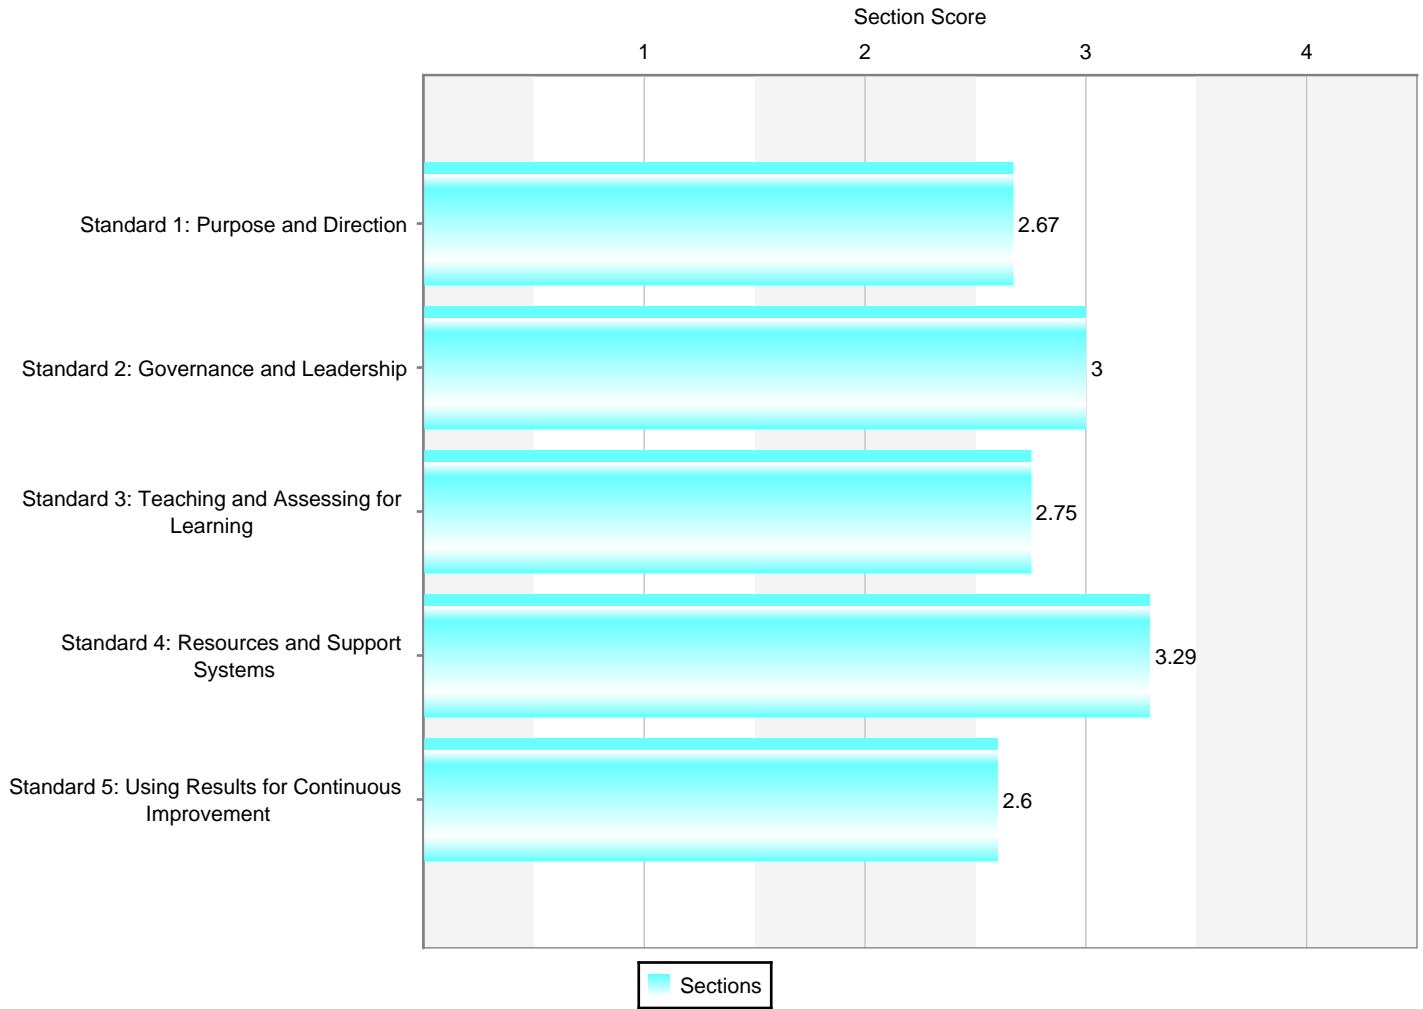 Section Score
1 2 3 4
Standard 1: Purpose and Direction
2.67
Standard 2: Governance and Leadership
3
Standard 3: Teaching and Assessing for
Learning
2.75
Standard 4: Resources and Support
Systems
3.29
Standard 5: Using Results for Continuous
Improvement
2.6
Sections